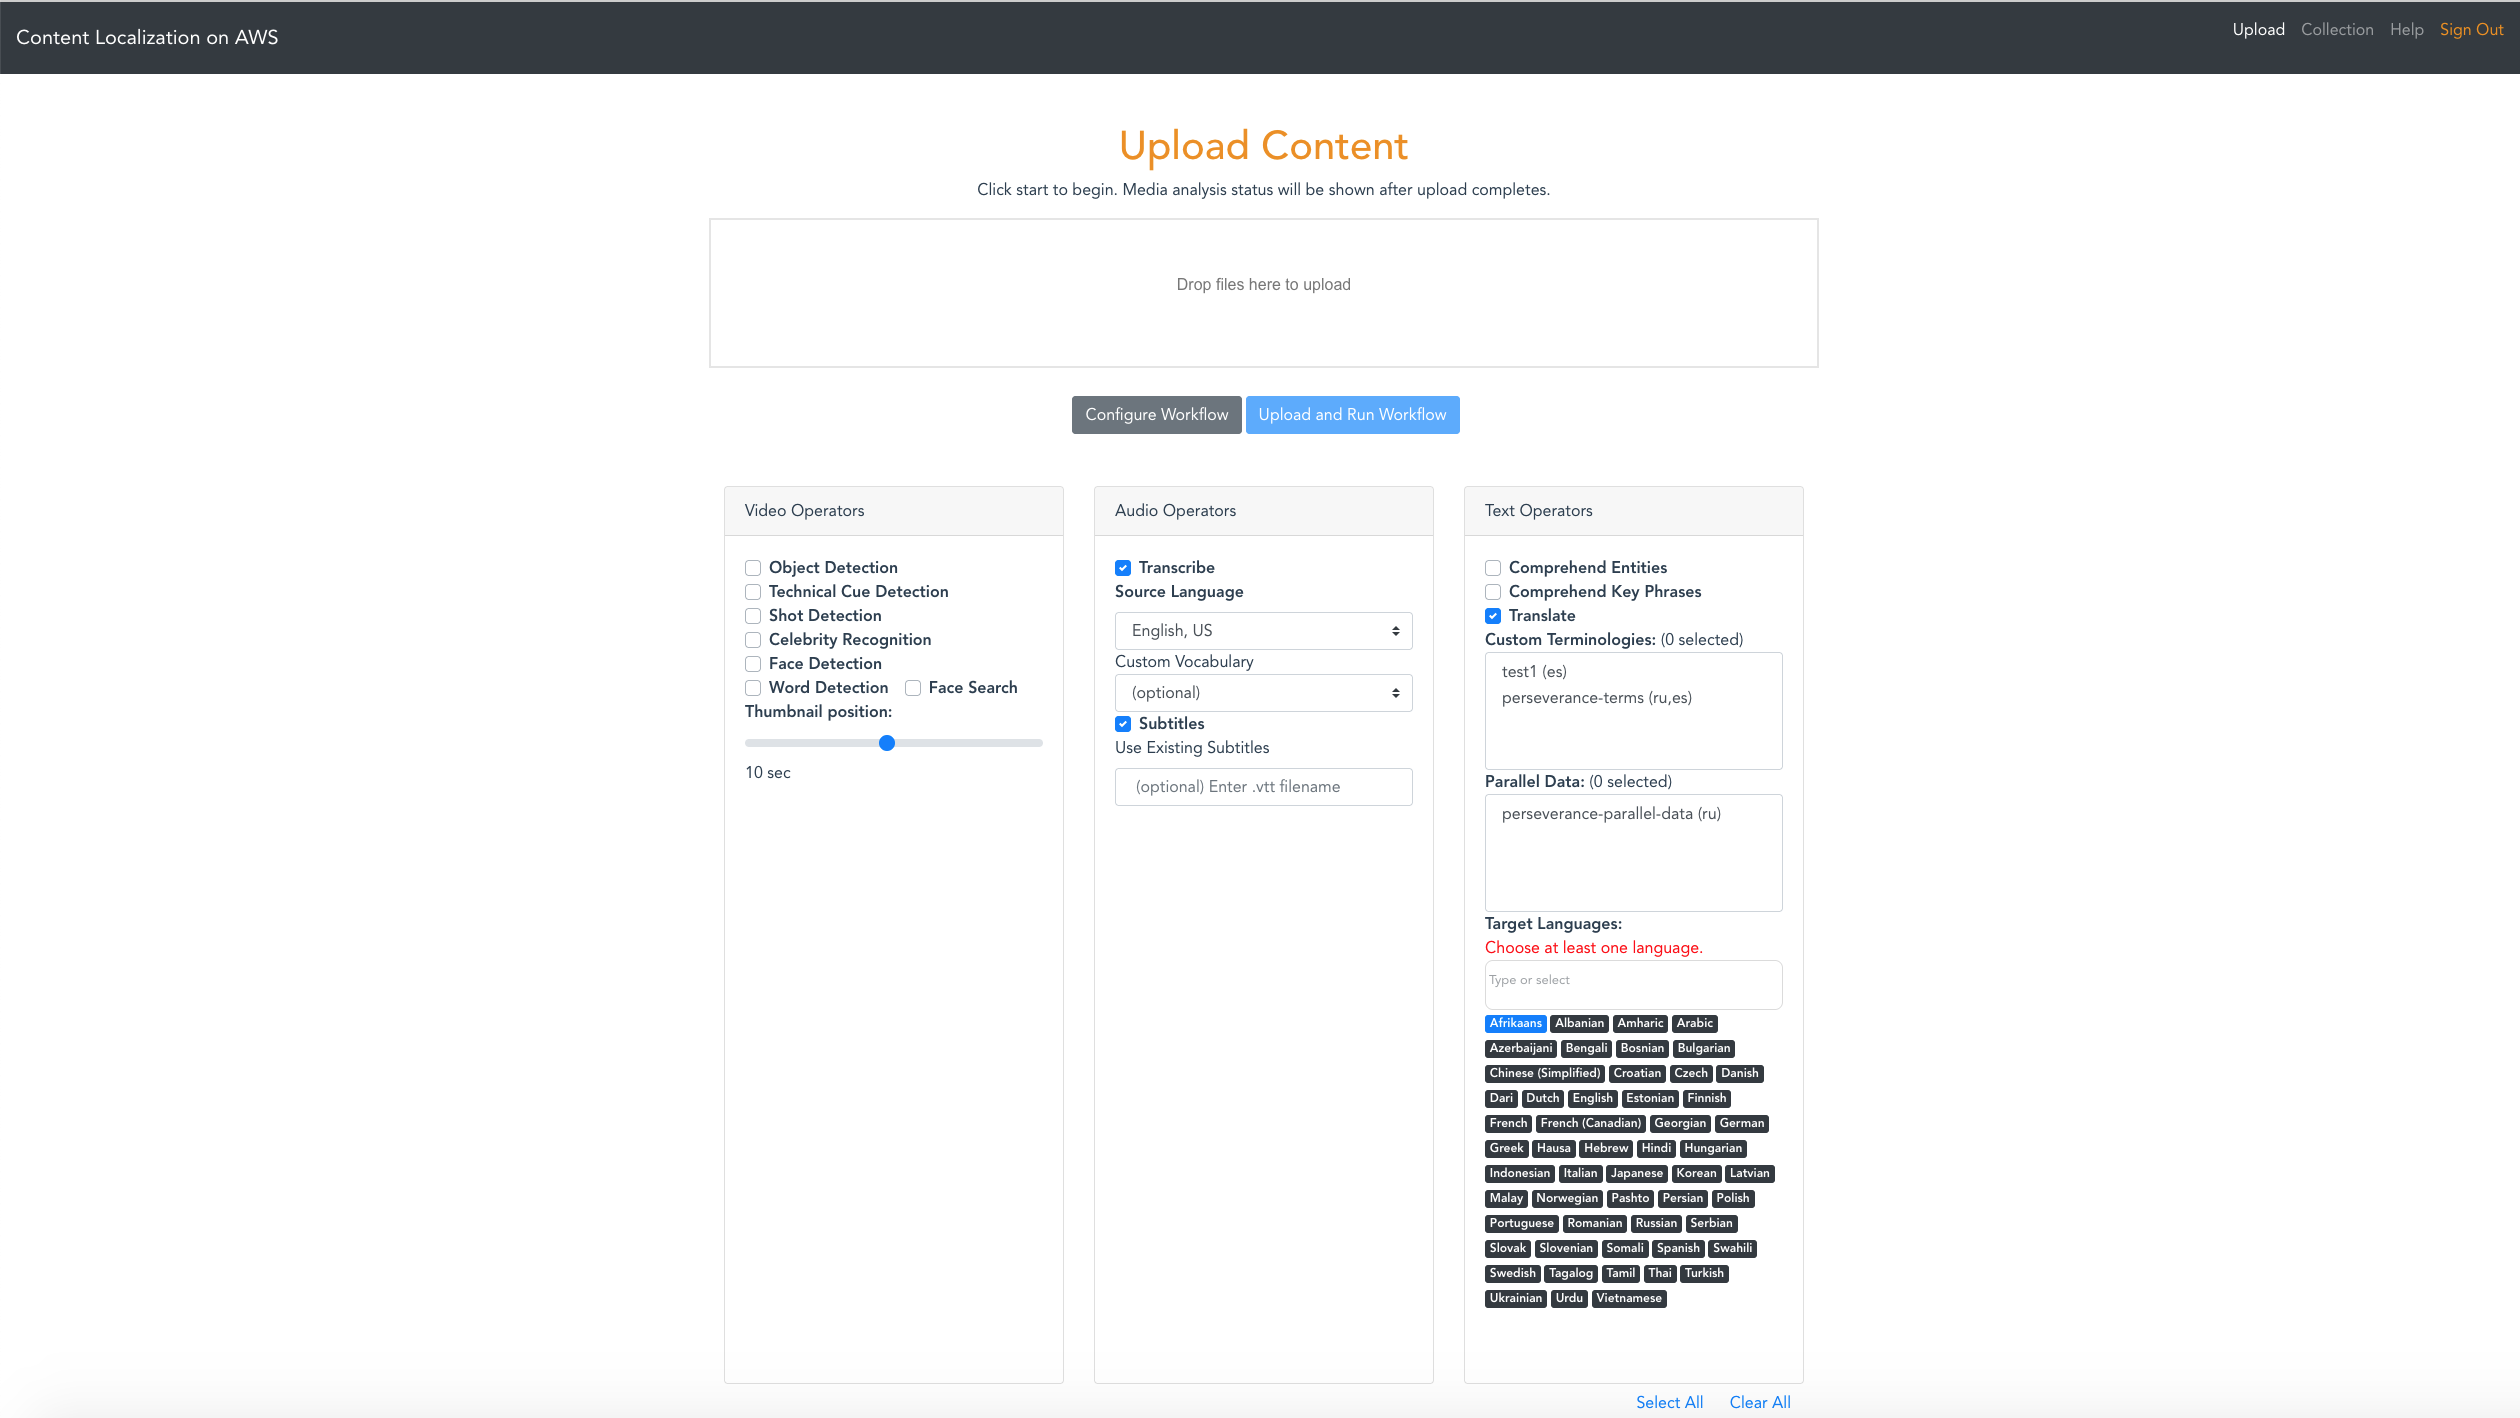 Content Localization on AWS
Upload Collection Help Sign Out
Upload Content
Click start to begin. Media analysis status will be shown after upload completes.
Drop files here to upload
Configure Workflow Upload and Run Workflow
Video Operators
Object Detection
Technical Cue Detection
Shot Detection
Celebrity Recognition
Face Detection
Word Detection Face Search
Thumbnail position:
10 sec
Audio Operators
Transcribe
Source Language
English, US
Custom Vocabulary
(optional)
Subtitles
Use Existing Subtitles
(optional) Enter .vtt filename
Text Operators
Comprehend Entities
Comprehend Key Phrases
Translate
Custom Terminologies: (0 selected)
test1 (es)
perseverance-terms (ru,es)
Parallel Data: (0 selected)
perseverance-parallel-data (ru)
Target Languages:
Choose at least one language.
Type or select
Afrikaans Albanian Amharic Arabic
Azerbaijani Bengali Bosnian Bulgarian
Chinese (Simplified) Croatian Czech Danish
Dari Dutch English Estonian Finnish
French French (Canadian) Georgian German
Greek Hausa Hebrew Hindi Hungarian
Indonesian Italian Japanese Korean Latvian
Malay Norwegian Pashto Persian Polish
Portuguese Romanian Russian Serbian
Slovak Slovenian Somali Spanish Swahili
Swedish Tagalog Tamil Thai Turkish
Ukrainian Urdu Vietnamese
Select All Clear All